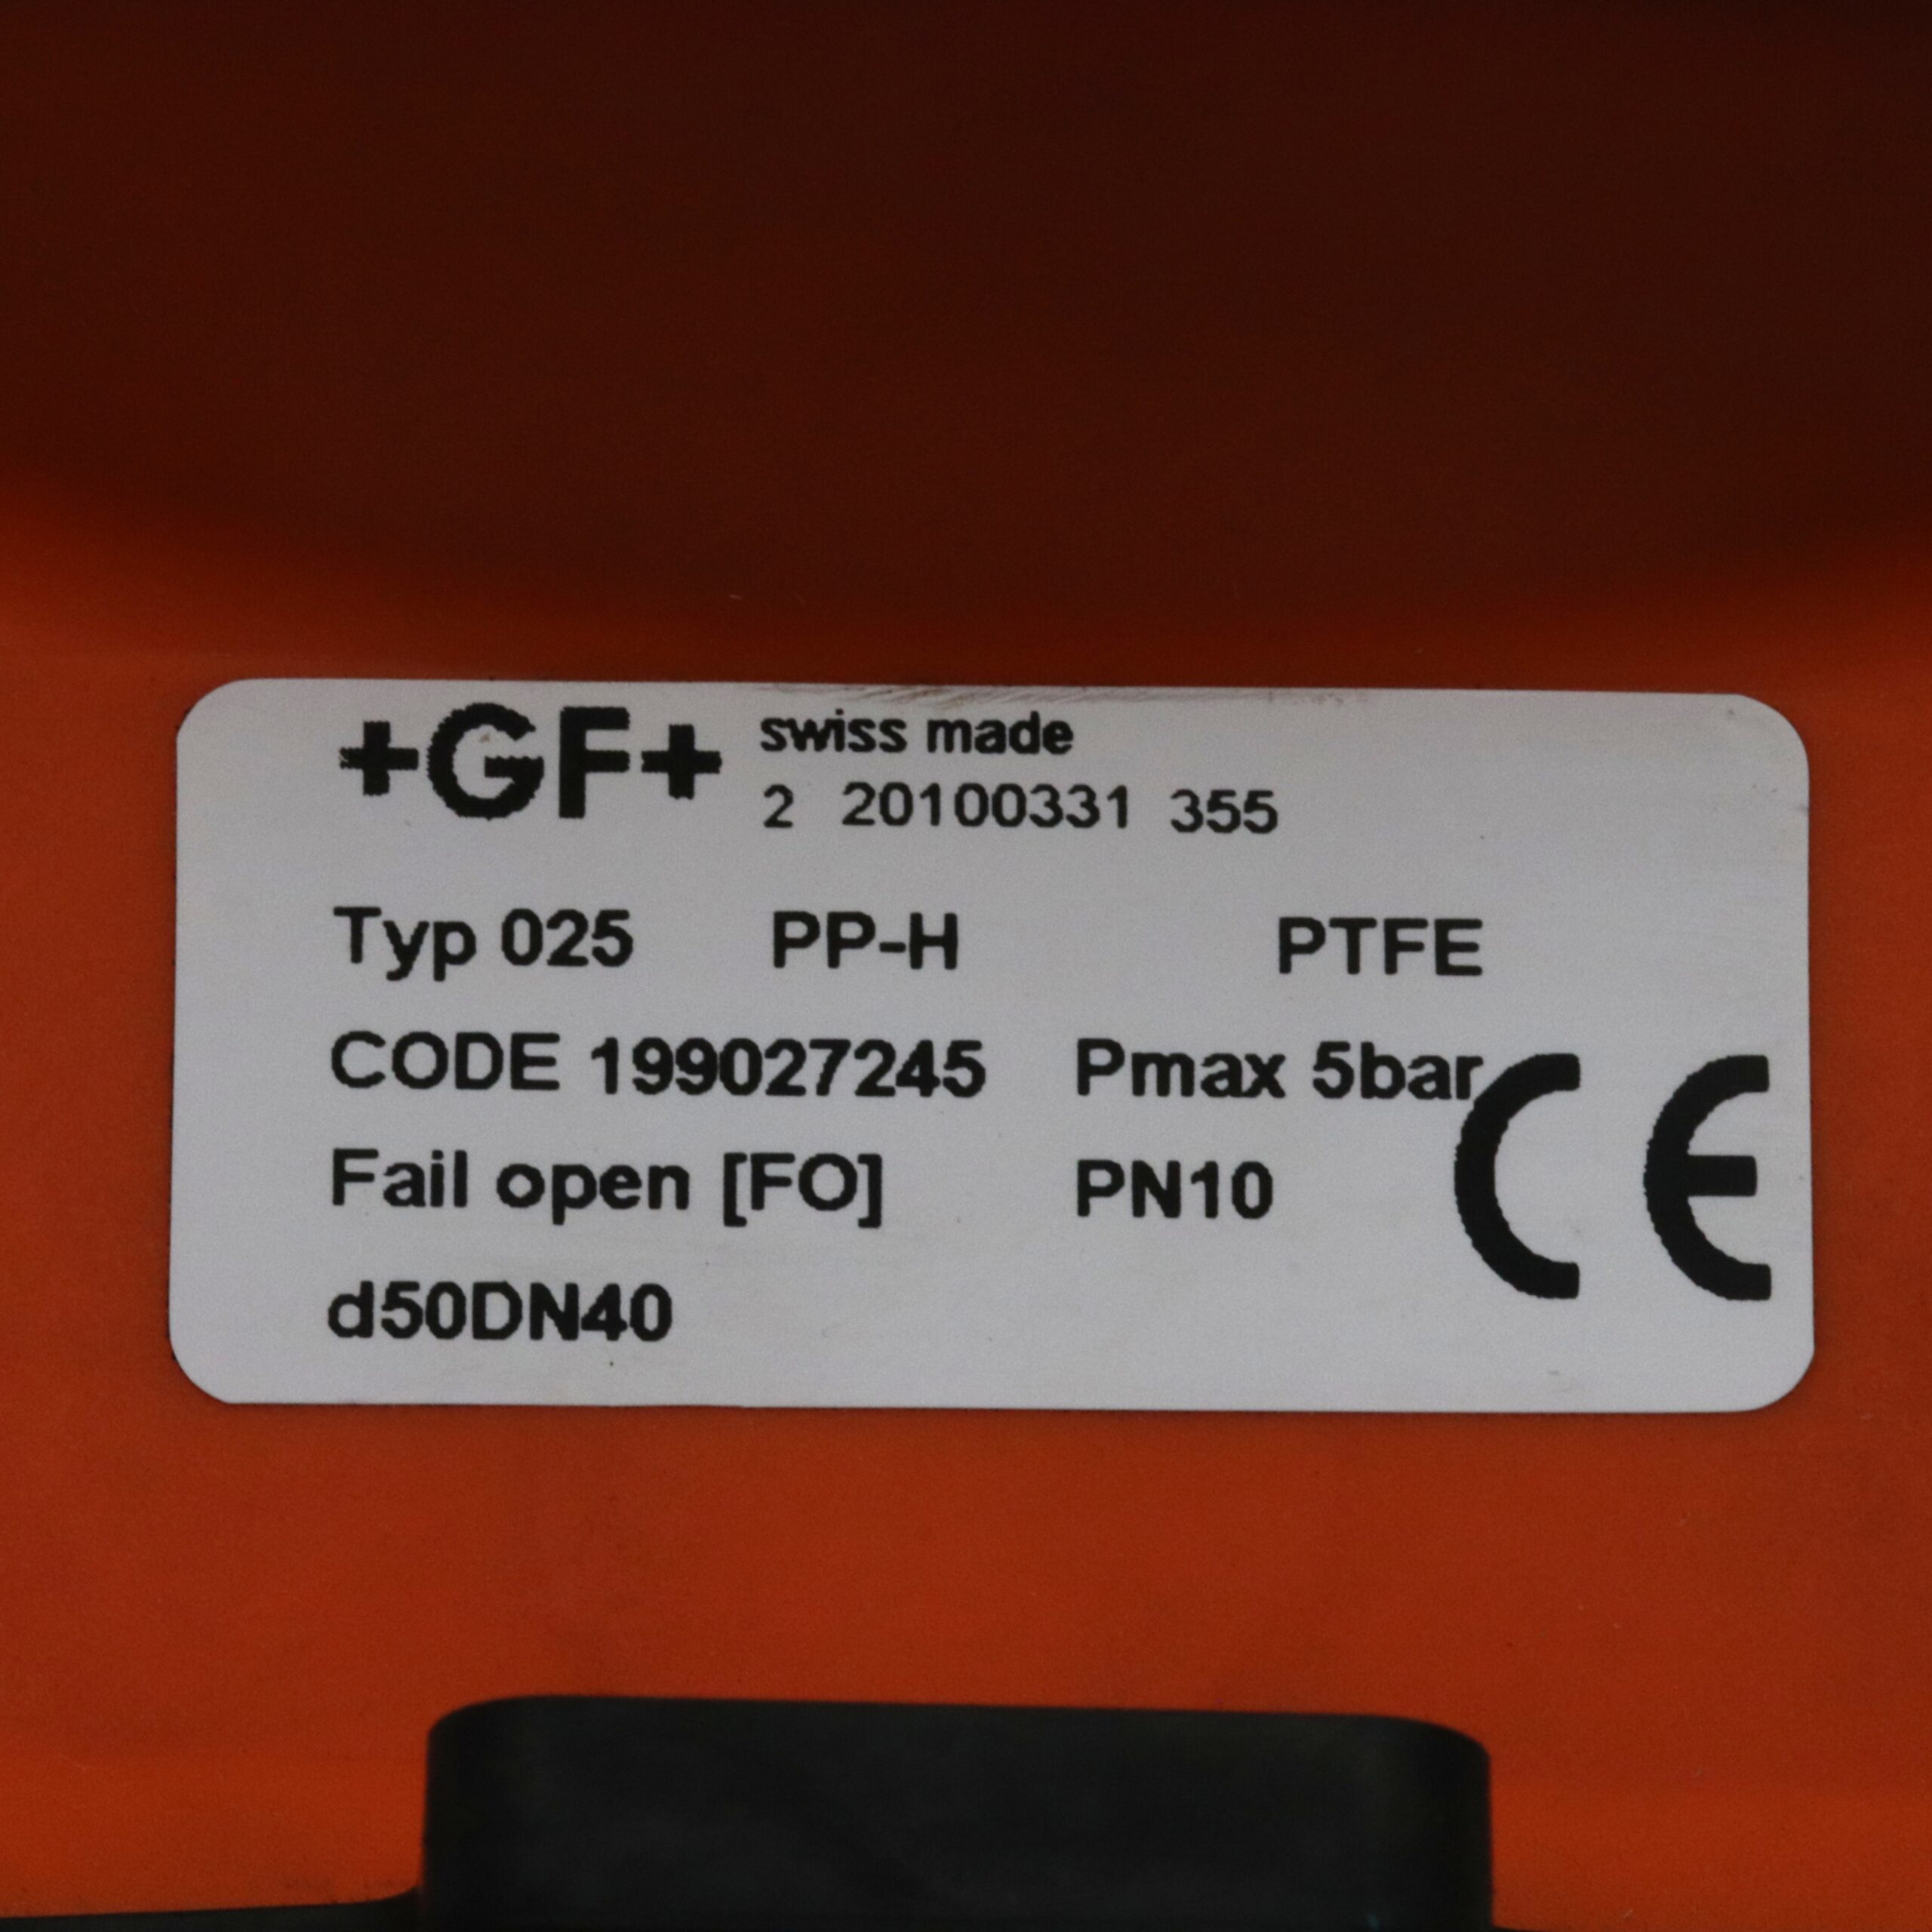 +GF+ swiss made
2 20100331 355
Typ 025 PP-H PTFE
CODE 199027245 Pmax 5bar
Fail open [FO] PN10 CE
d50DN40